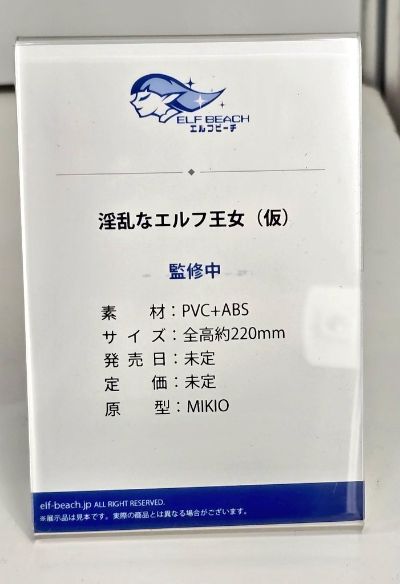 ELF BEACH
エルフビーチ
淫乱なエルフ王女（仮）
監修中
素材：PVC+ABS
サイズ：全高約220mm
発売日：未定
定価：未定
原型：MIKIO
elf-beach.jp ALL RIGHT RESERVED.
※展示品は見本です。実際の商品とは異なる場合がございます。